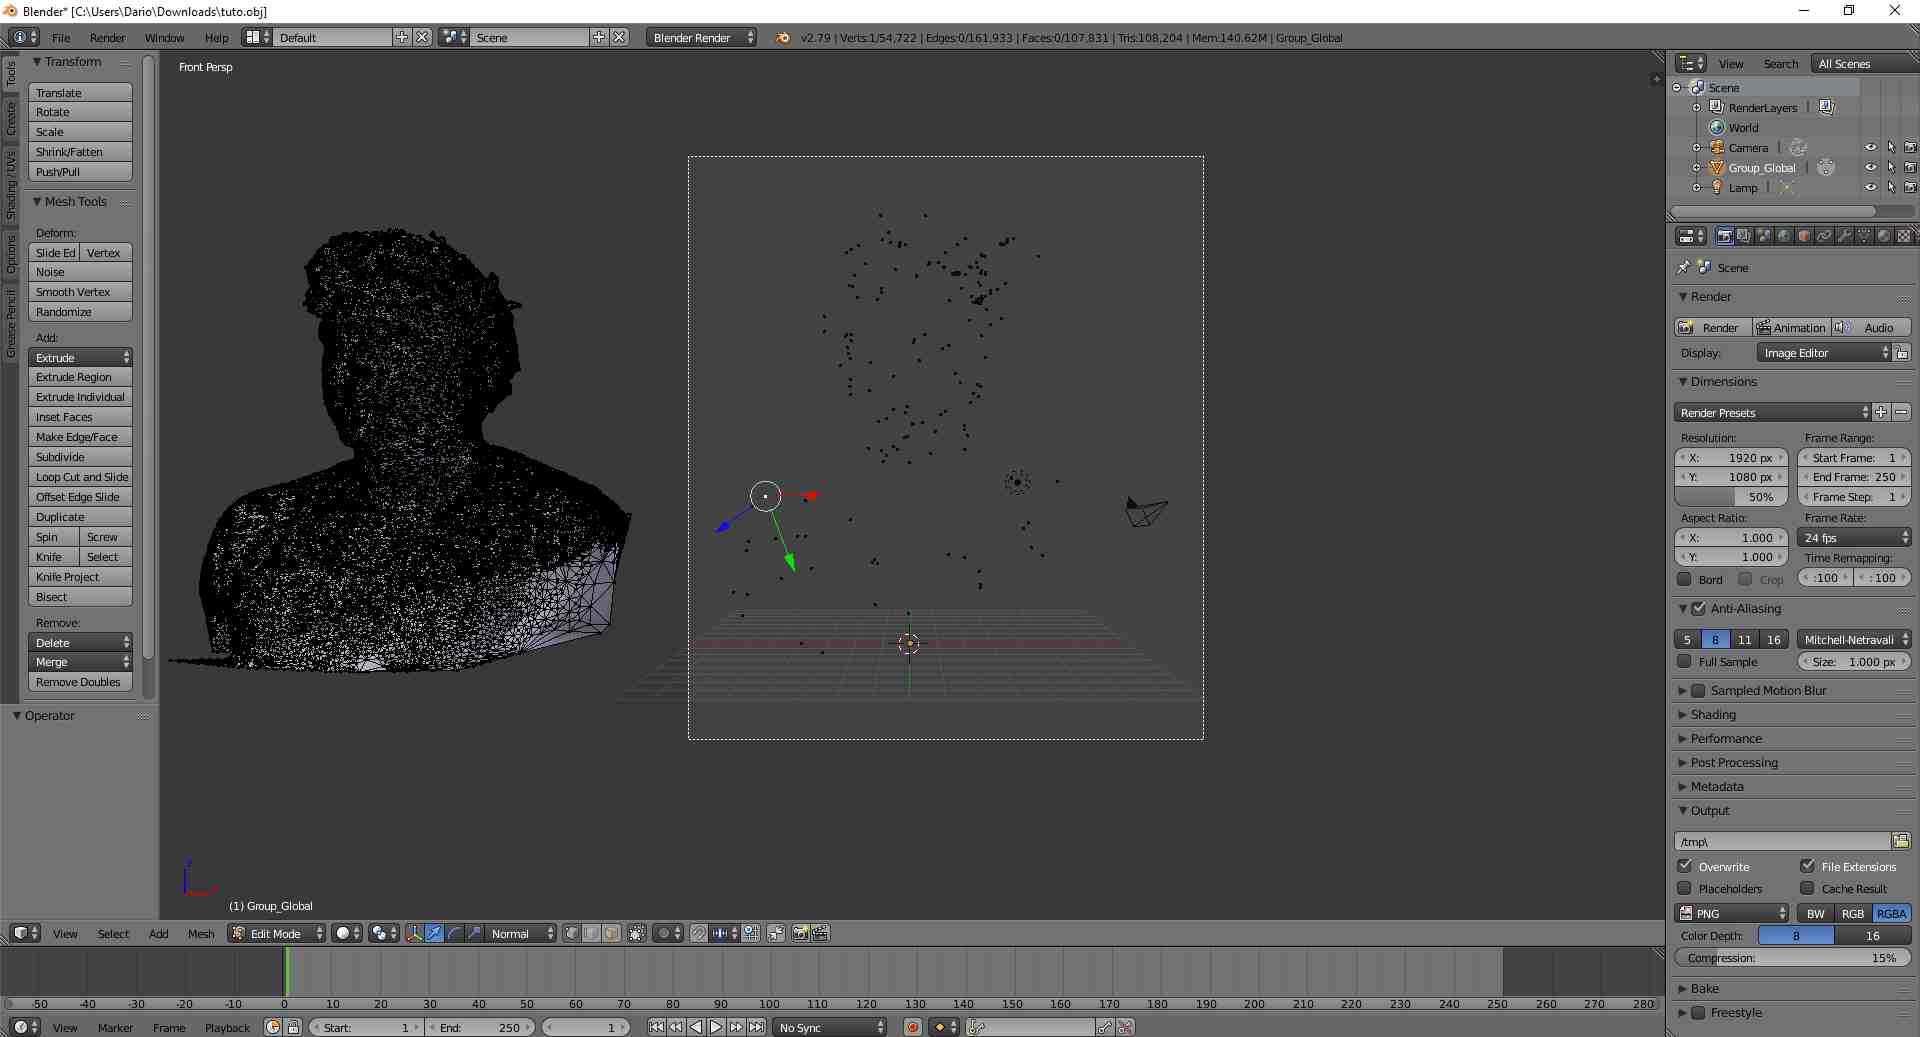 Blender* [C:\Users\Dario\Downloads\tuto.obj]
File Render Window Help Default Scene Blender Render v2.79 | Verts:1/54,722 | Edges:0/161,933 | Faces:0/107,831 | Tris:108,204 | Mem:140.62M | Group_Global
Tools
Create
Shading / UVs
Options
Grease Pencil
Transform
Translate
Rotate
Scale
Shrink/Fatten
Push/Pull
Mesh Tools
Deform:
Slide Ed Vertex
Noise
Smooth Vertex
Randomize
Add:
Extrude
Extrude Region
Extrude Individual
Inset Faces
Make Edge/Face
Subdivide
Loop Cut and Slide
Offset Edge Slide
Duplicate
Spin Screw
Knife Select
Knife Project
Bisect
Remove:
Delete
Merge
Remove Doubles
Operator
Front Persp
(1) Group_Global
View Select Add Mesh Edit Mode Normal
-50 -40 -30 -20 -10 0 10 20 30 40 50 60 70 80 90 100 110 120 130 140 150 160 170 180 190 200 210 220 230 240 250 260 270 280
View Marker Frame Playback Start: 1 End: 250 1 No Sync
View Search All Scenes
Scene
RenderLayers
World
Camera
Group_Global
Lamp
Scene
Render
Render Animation Audio
Display: Image Editor
Dimensions
Render Presets
Resolution: Frame Range:
X: 1920 px Start Frame: 1
Y: 1080 px End Frame: 250
50% Frame Step: 1
Aspect Ratio: Frame Rate:
X: 1.000 24 fps
Y: 1.000 Time Remapping:
Bord Crop :100 : 100
Anti-Aliasing
5 8 11 16 Mitchell-Netravali
Full Sample Size: 1.000 px
Sampled Motion Blur
Shading
Performance
Post Processing
Metadata
Output
/tmp\
Overwrite File Extensions
Placeholders Cache Result
PNG BW RGB RGBA
Color Depth: 8 16
Compression: 15%
Bake
Freestyle